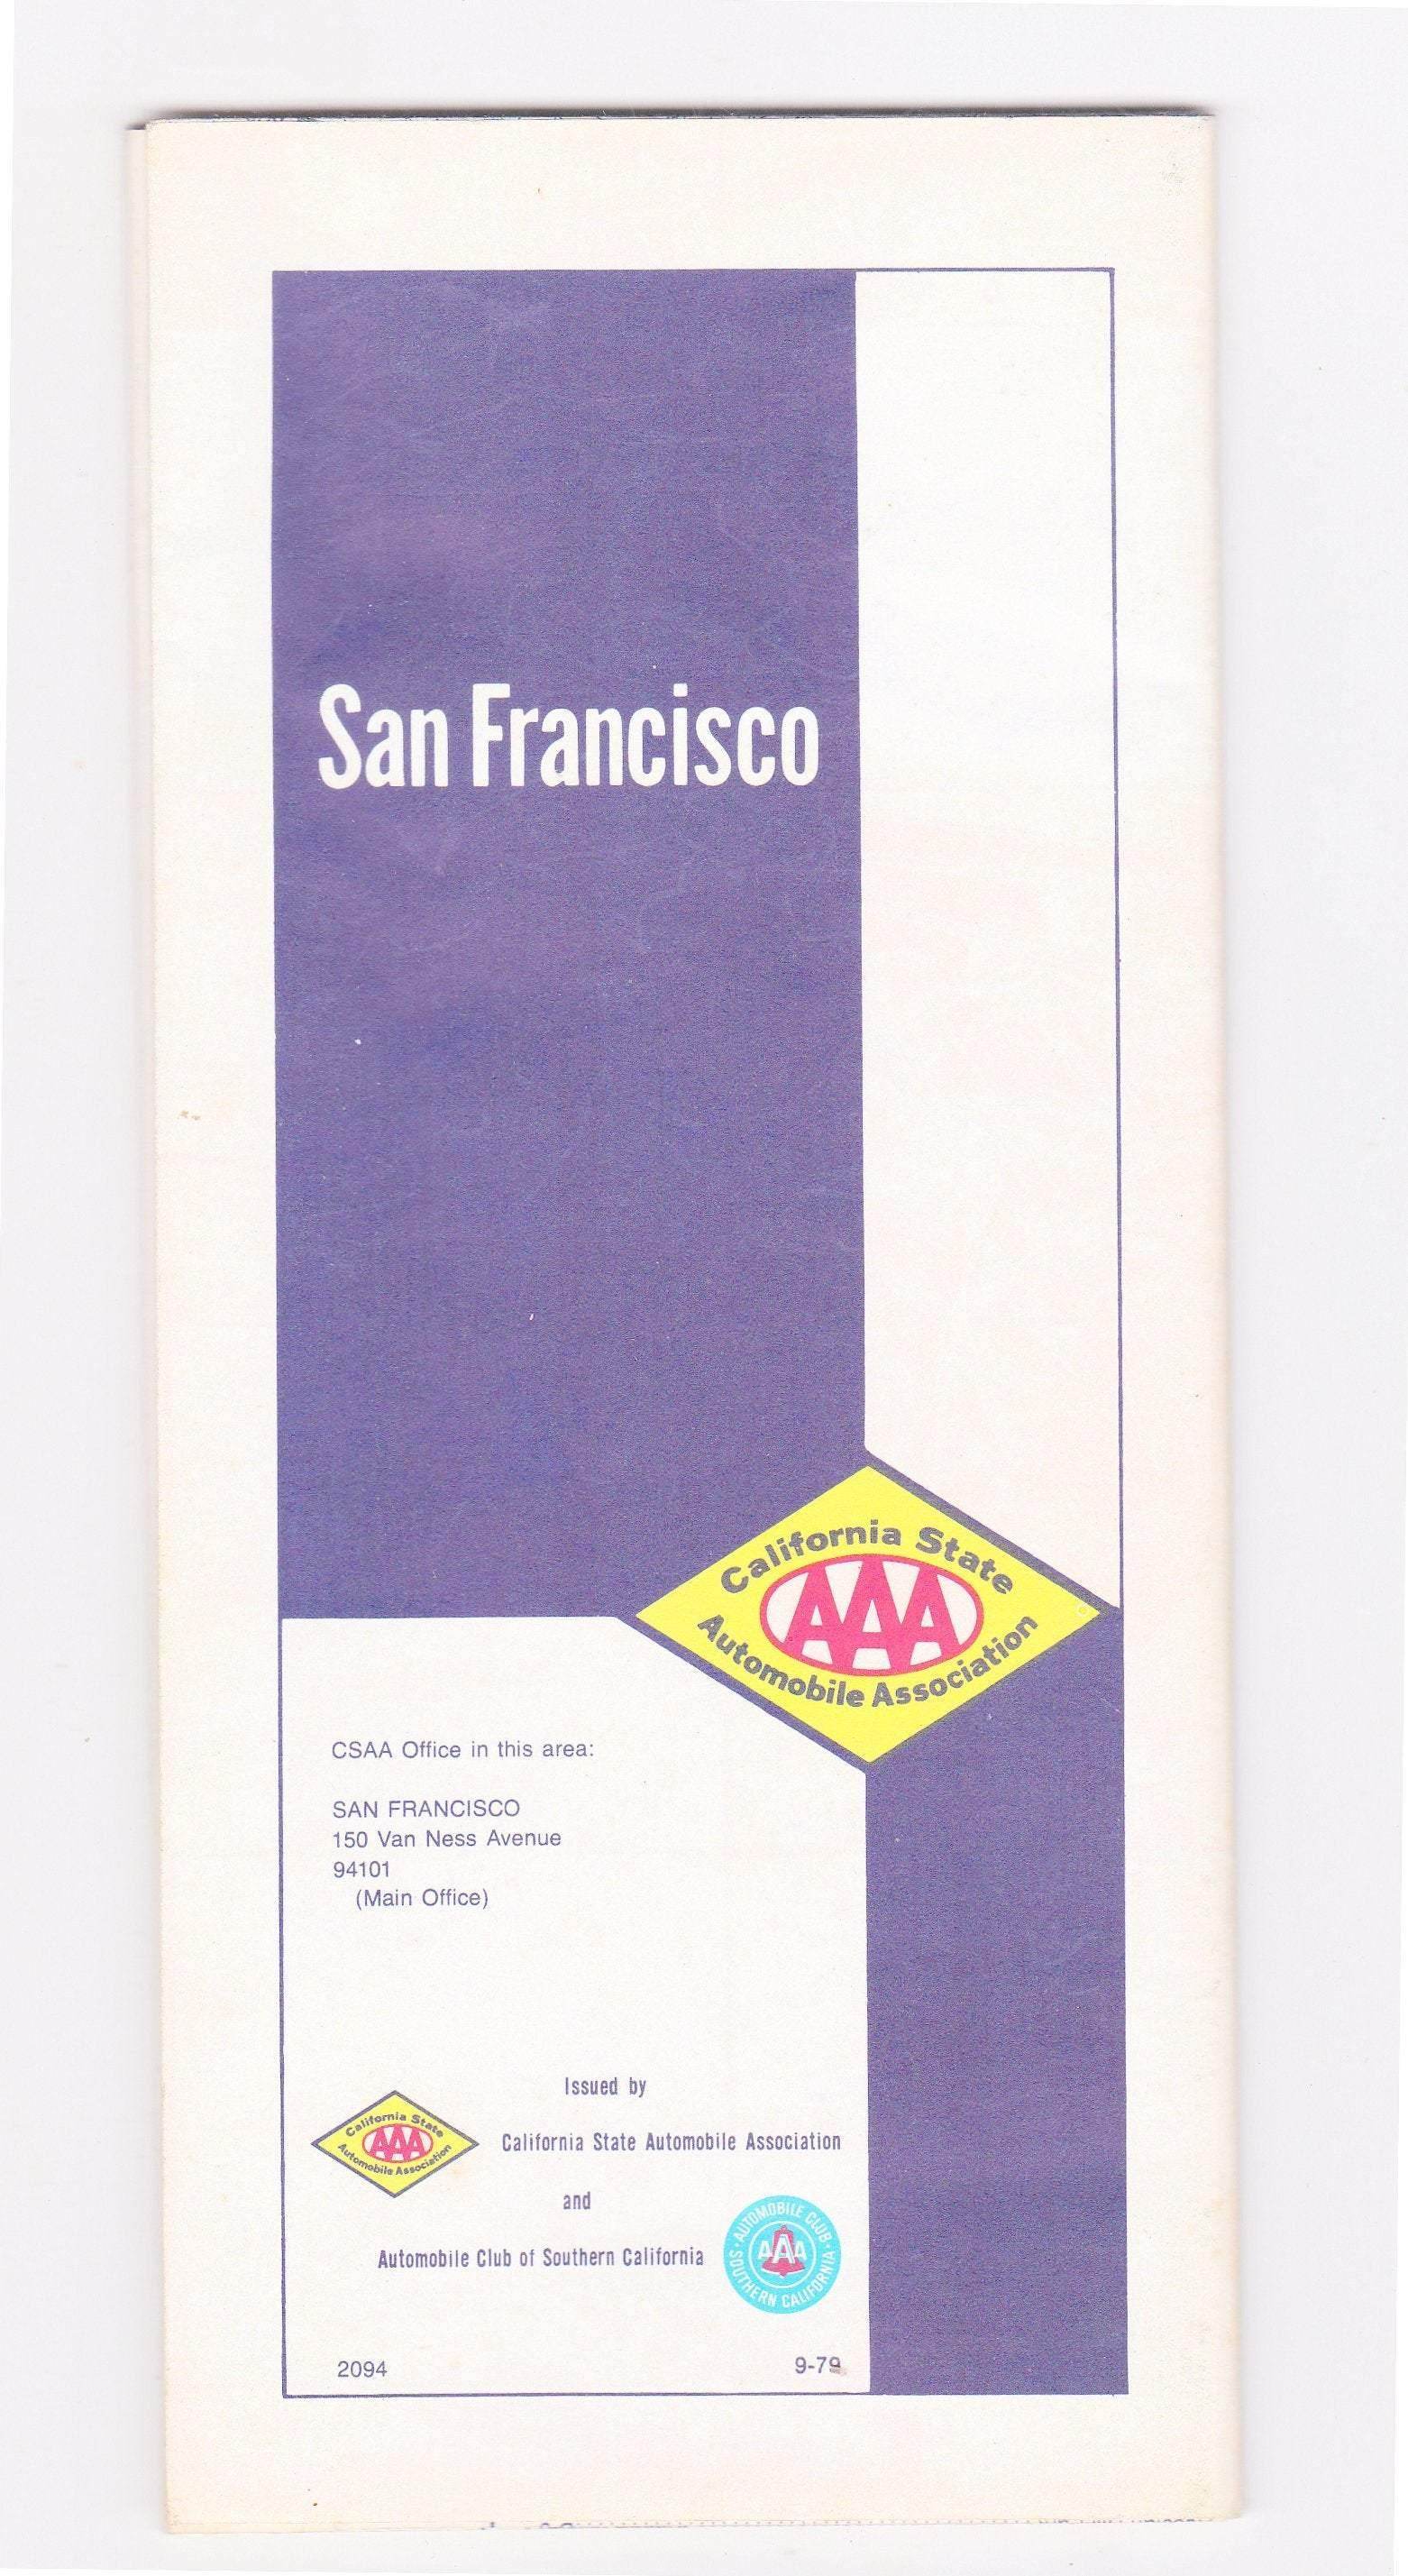 San Francisco
California State
AAA
Automobile Association
CSAA Office in this area:
SAN FRANCISCO
150 Van Ness Avenue
94101
(Main Office)
Issued by
California State
AAA
Automobile Association
California State Automobile Association
and
Automobile Club of Southern California
AUTOMOBILE CLUB
AAA
SOUTHERN CALIFORNIA
2094
9-79